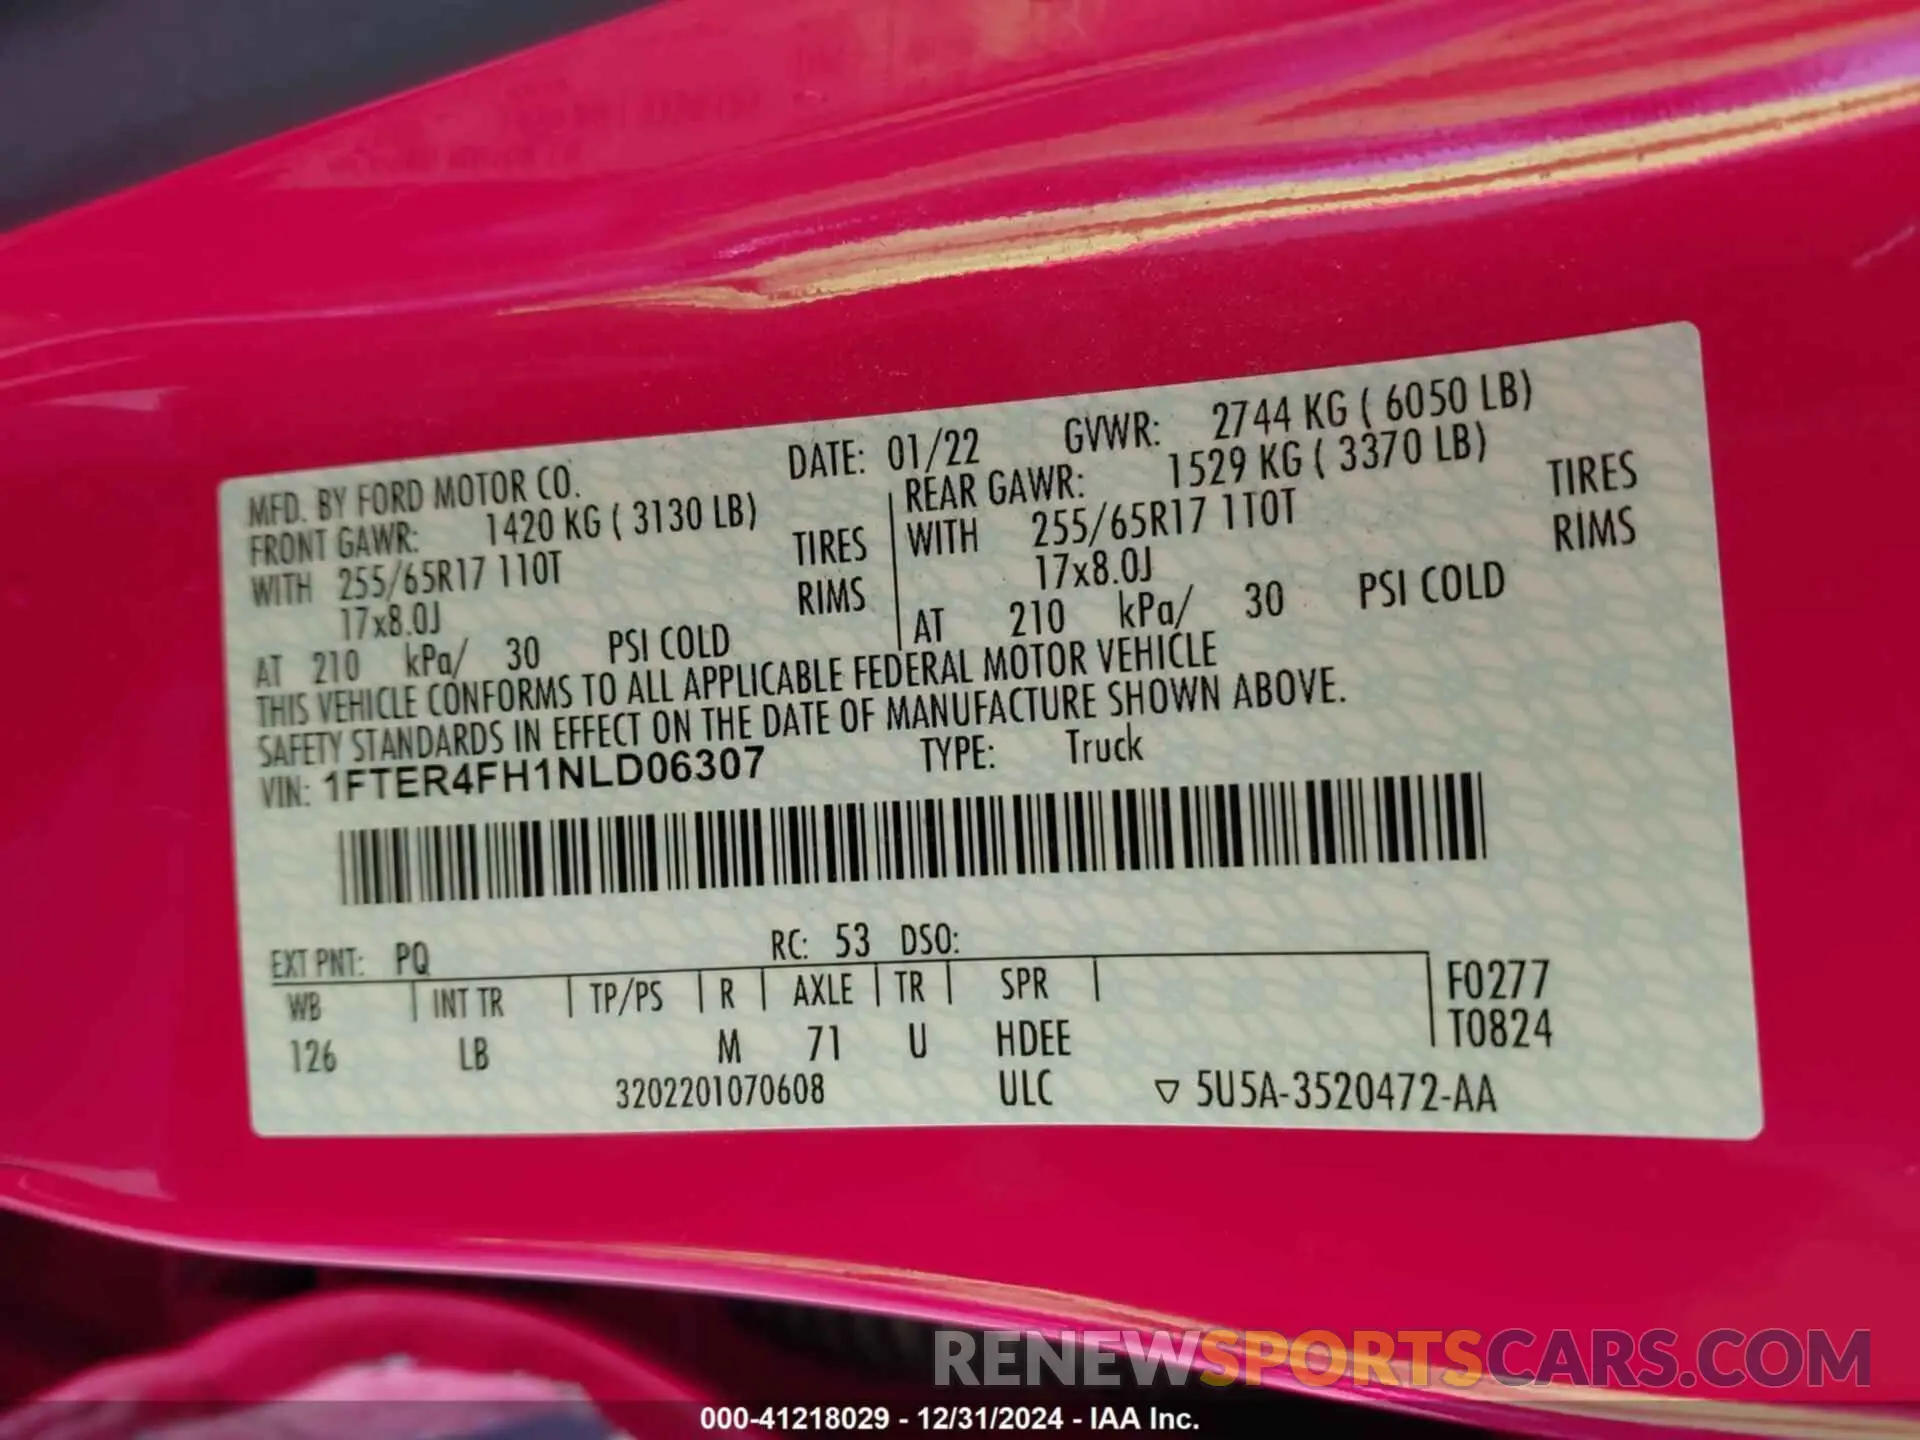 MFD. BY FORD MOTOR CO. DATE: 01/22 GVWR: 2744 KG ( 6050 LB)
FRONT GAWR: 1420 KG ( 3130 LB) REAR GAWR: 1529 KG ( 3370 LB)
WITH 255/65R17 110T TIRES WITH 255/65R17 110T TIRES
17x8.0J RIMS 17x8.0J RIMS
AT 210 kPa/ 30 PSI COLD AT 210 kPa/ 30 PSI COLD
THIS VEHICLE CONFORMS TO ALL APPLICABLE FEDERAL MOTOR VEHICLE
SAFETY STANDARDS IN EFFECT ON THE DATE OF MANUFACTURE SHOWN ABOVE.
VIN: 1FTER4FH1NLD06307 TYPE: Truck
EXT PNT: PQ RC: 53 DSO:
WB INT TR TP/PS R AXLE TR SPR F0277
126 LB M 71 U HDEE T0824
3202201070608 ULC ▽ 5U5A-3520472-AA
RENEWSPORTSCARS.COM
000-41218029 - 12/31/2024 - IAA Inc.